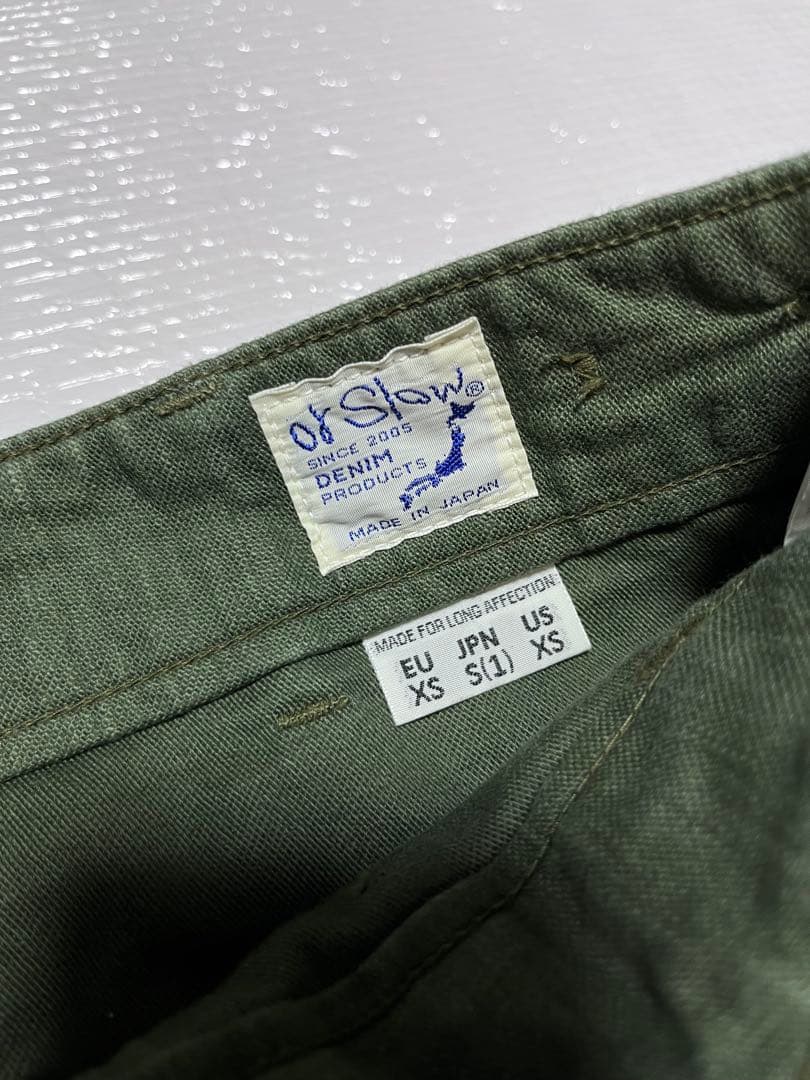 or Slow®
SINCE 2005
DENIM
PRODUCTS
MADE IN JAPAN
MADE FOR LONG AFFECTION
EU JPN US
XS S(1) XS